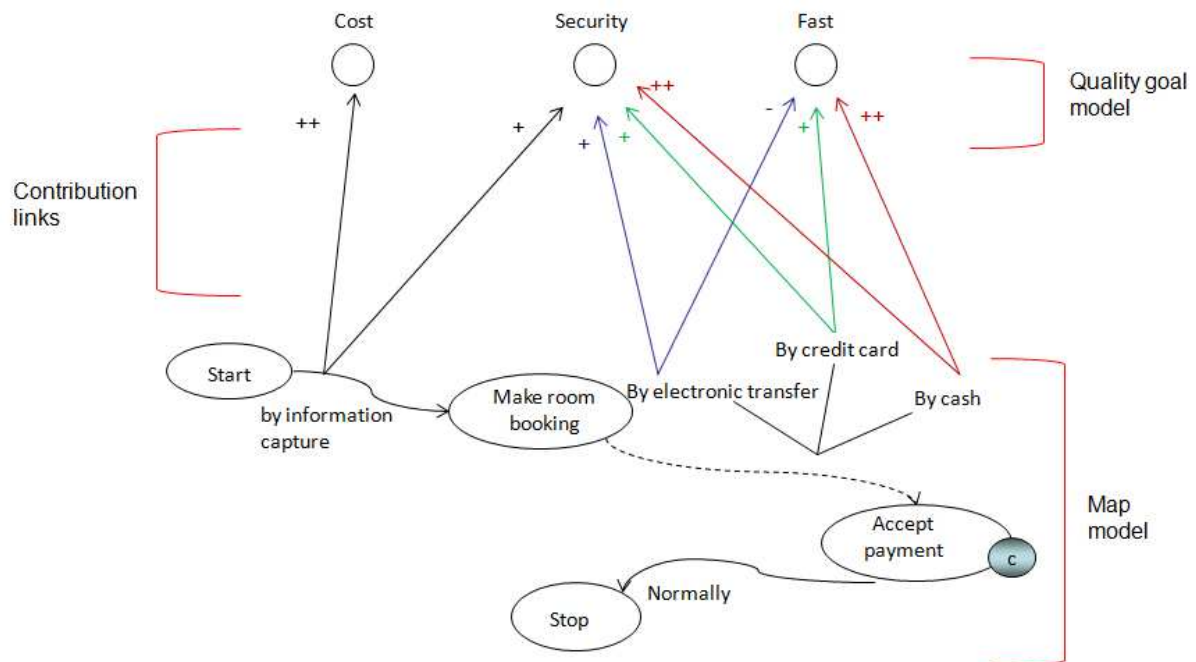 Cost
Security
Fast
++
+
+
+
++
-
+
++
Quality goal
model
Contribution
links
Start
by information
capture
Make room
booking
By electronic transfer
By credit card
By cash
Accept
payment
c
Map
model
Normally
Stop